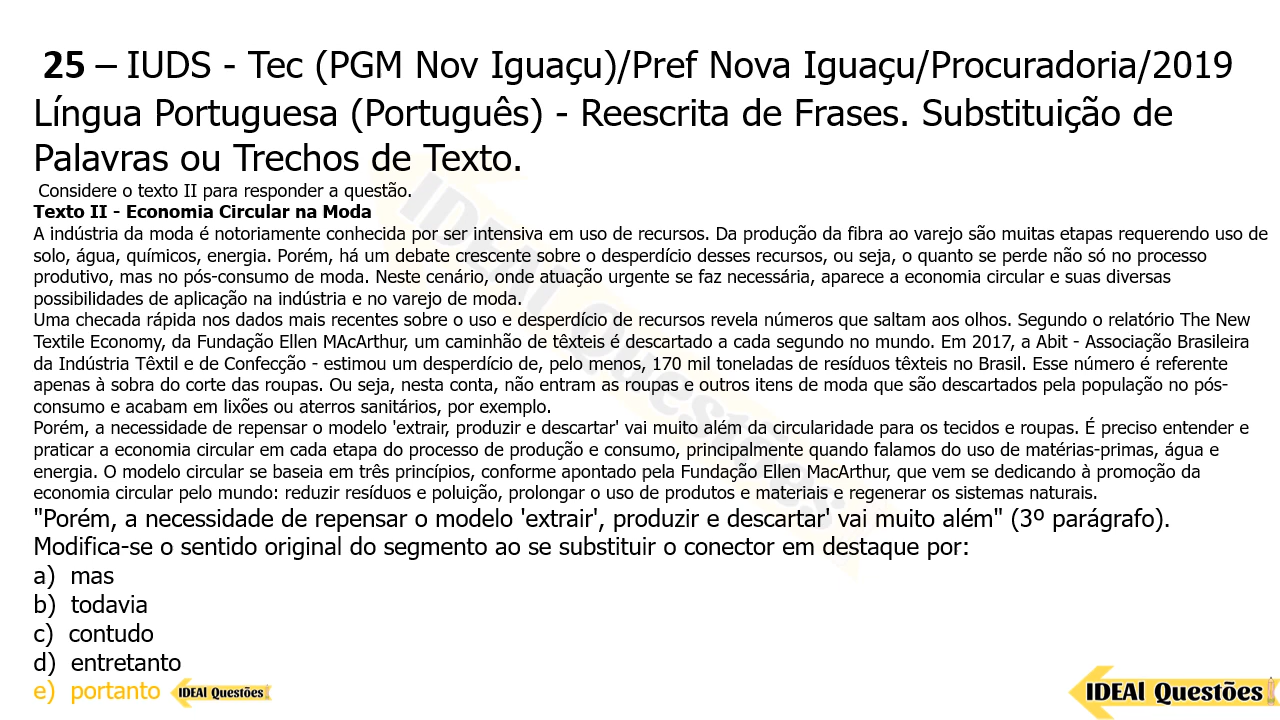 25 – IUDS - Tec (PGM Nov Iguaçu)/Pref Nova Iguaçu/Procuradoria/2019
Língua Portuguesa (Português) - Reescrita de Frases. Substituição de
Palavras ou Trechos de Texto.
Considere o texto II para responder a questão.
Texto II - Economia Circular na Moda
A indústria da moda é notoriamente conhecida por ser intensiva em uso de recursos. Da produção da fibra ao varejo são muitas etapas requerendo uso de
solo, água, químicos, energia. Porém, há um debate crescente sobre o desperdício desses recursos, ou seja, o quanto se perde não só no processo
produtivo, mas no pós-consumo de moda. Neste cenário, onde atuação urgente se faz necessária, aparece a economia circular e suas diversas
possibilidades de aplicação na indústria e no varejo de moda.
Uma checada rápida nos dados mais recentes sobre o uso e desperdício de recursos revela números que saltam aos olhos. Segundo o relatório The New
Textile Economy, da Fundação Ellen MAcArthur, um caminhão de têxteis é descartado a cada segundo no mundo. Em 2017, a Abit - Associação Brasileira
da Indústria Têxtil e de Confecção - estimou um desperdício de, pelo menos, 170 mil toneladas de resíduos têxteis no Brasil. Esse número é referente
apenas à sobra do corte das roupas. Ou seja, nesta conta, não entram as roupas e outros itens de moda que são descartados pela população no pós-
consumo e acabam em lixões ou aterros sanitários, por exemplo.
Porém, a necessidade de repensar o modelo 'extrair, produzir e descartar' vai muito além da circularidade para os tecidos e roupas. É preciso entender e
praticar a economia circular em cada etapa do processo de produção e consumo, principalmente quando falamos do uso de matérias-primas, água e
energia. O modelo circular se baseia em três princípios, conforme apontado pela Fundação Ellen MacArthur, que vem se dedicando à promoção da
economia circular pelo mundo: reduzir resíduos e poluição, prolongar o uso de produtos e materiais e regenerar os sistemas naturais.
"Porém, a necessidade de repensar o modelo 'extrair', produzir e descartar' vai muito além" (3º parágrafo).
Modifica-se o sentido original do segmento ao se substituir o conector em destaque por:
a) mas
b) todavia
c) contudo
d) entretanto
e) portanto IDEAl Questões
IDEAl Questões
IDEAl Questões